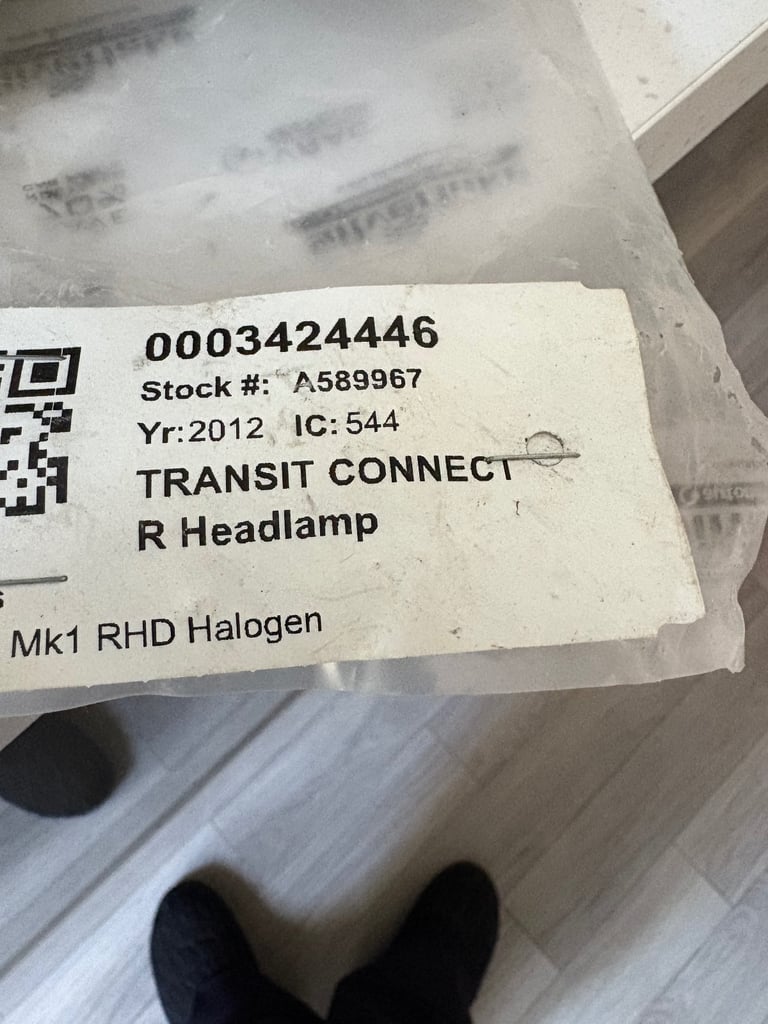 0003424446
Stock #: A589967
Yr:2012 IC: 544
TRANSIT CONNECT
R Headlamp
s
Mk1 RHD Halogen